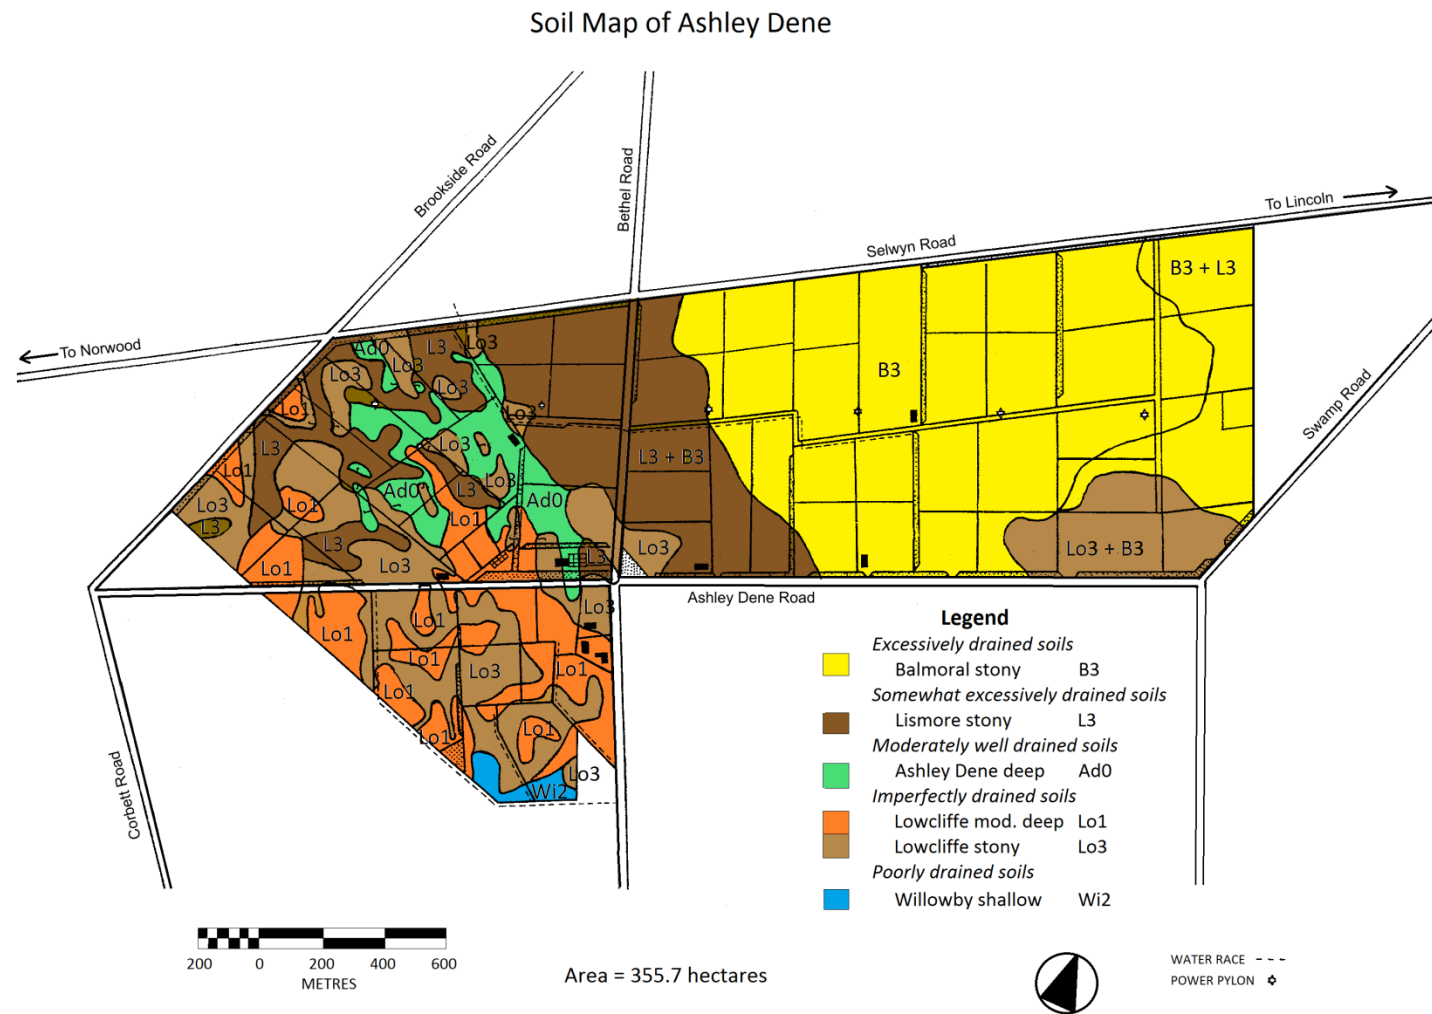 Soil Map of Ashley Dene
Brookside Road
Bethel Road
Selwyn Road
To Lincoln
To Norwood
Swamp Road
Corbett Road
Ashley Dene Road
B3 + L3
B3
L3 + B3
Lo3 + B3
Lo3
Ad0
Lo3
L3
Lo3
Lo3
Lo3
Lo1
Lo3
L3
Lo3
Lo1
Lo3
Lo3
L3
Lo1
Ad0
L3
Ad0
Lo1
L3
Lo1
Lo3
L3
Lo3
Lo1
Lo1
Lo1
Lo3
Lo1
Lo1
Lo1
Lo1
Lo3
Wi2
Legend
Excessively drained soils
Balmoral stony B3
Somewhat excessively drained soils
Lismore stony L3
Moderately well drained soils
Ashley Dene deep Ad0
Imperfectly drained soils
Lowcliffe mod. deep Lo1
Lowcliffe stony Lo3
Poorly drained soils
Willowby shallow Wi2
200 0 200 400 600
METRES
Area = 355.7 hectares
WATER RACE
POWER PYLON